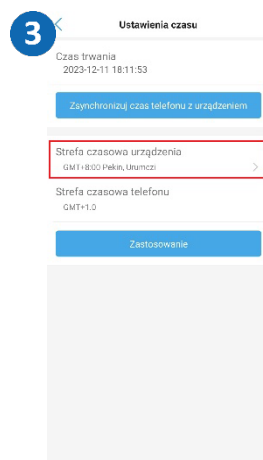 3
Ustawienia czasu
Czas trwania
2023-12-11 18:11:53
Zaynchronizuj czas telefonu z urządzeniem
Strefa czasowa urządzenia
GMT+8:00 Pekin, Urumczi
Strefa czasowa telefonu
GMT+1.0
Zastosowanie